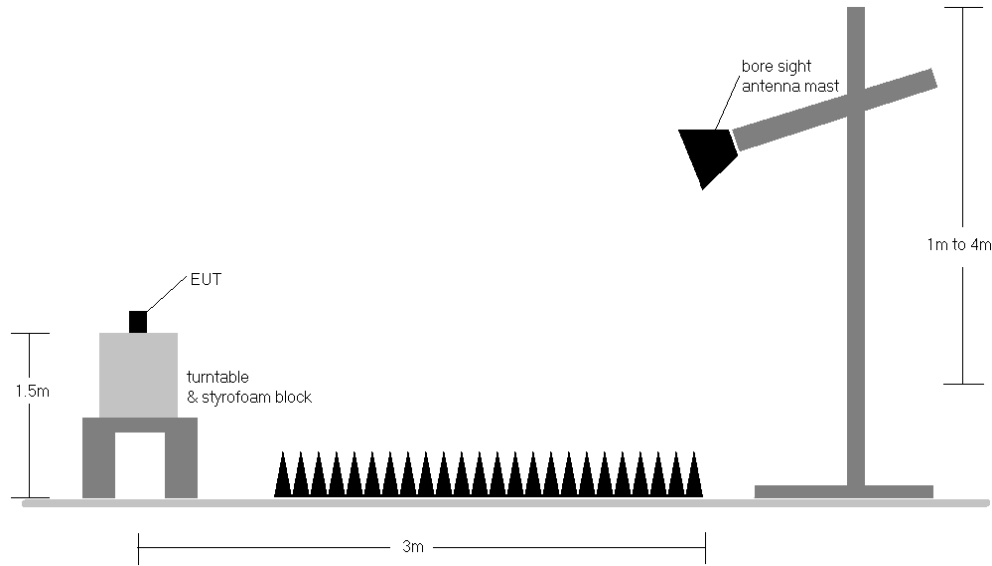 bore sight
antenna mast
1m to 4m
EUT
1.5m
turntable
& styrofoam block
3m